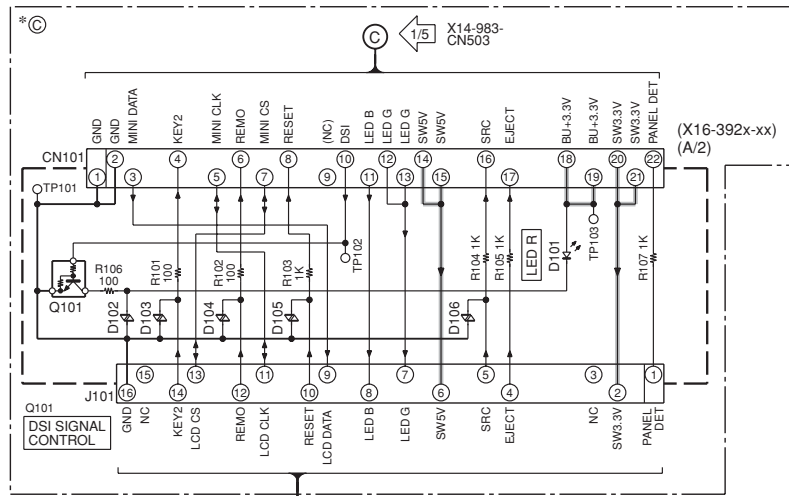 *Ⓒ
C
1/5
X14-983-
CN503
GND
GND
MINI DATA
KEY2
MINI CLK
REMO
MINI CS
RESET
(NC)
DSI
LED B
LED G
LED G
SW5V
SW5V
SRC
EJECT
BU+3.3V
BU+3.3V
SW3.3V
SW3.3V
PANEL DET
(X16-392x-xx)
(A/2)
CN101
1
2
3
4
5
6
7
8
9
10
11
12
13
14
15
16
17
18
19
20
21
22
TP101
TP102
TP103
Q101
R106
100
R101
100
R102
100
R103
1K
R104 1K
R105 1K
LED R
D101
R107 1K
D102
D103
D104
D105
D106
J101
16
15
14
13
12
11
10
9
8
7
6
5
4
3
2
1
GND
NC
KEY2
LCD CS
REMO
LCD CLK
RESET
LCD DATA
LED B
LED G
SW5V
SRC
EJECT
NC
SW3.3V
PANEL
DET
Q101
DSI SIGNAL
CONTROL